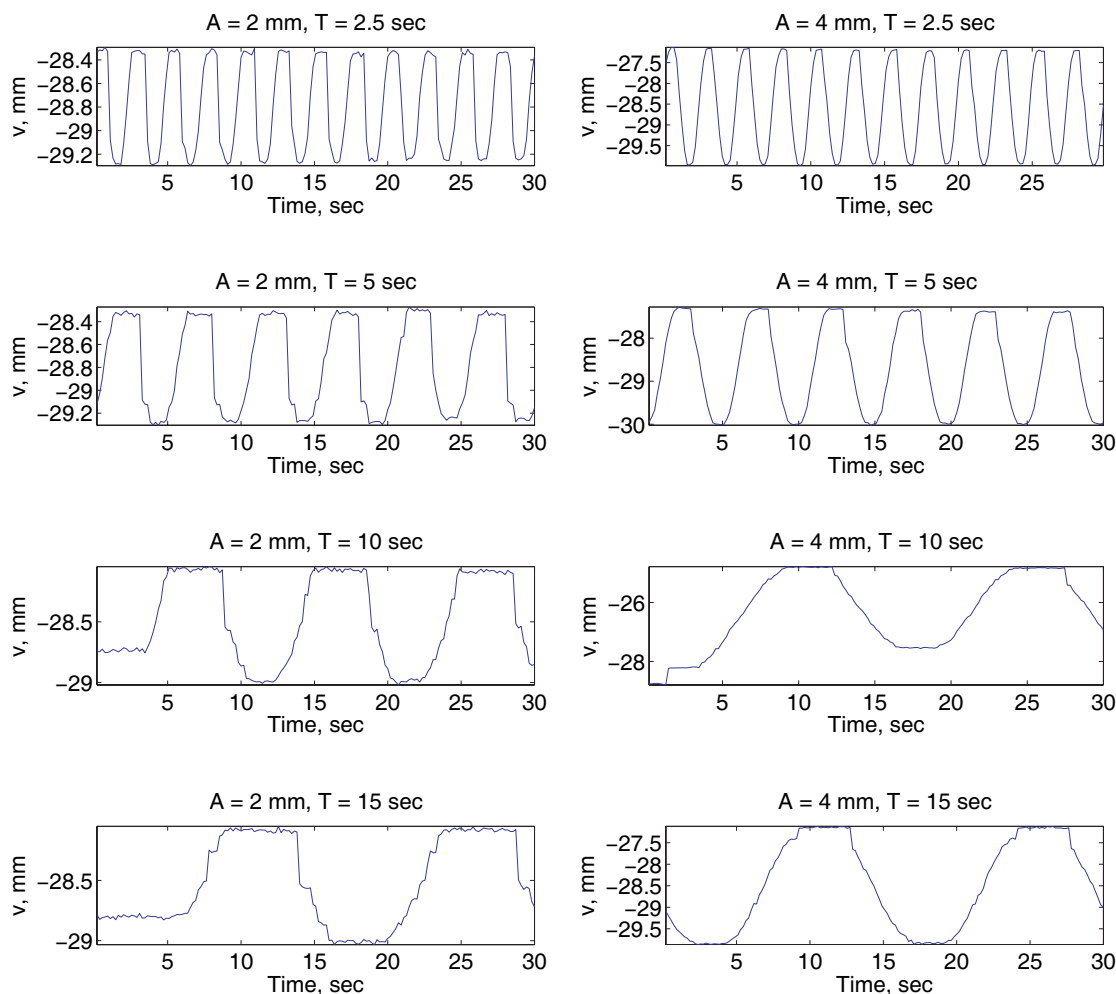 A = 2 mm, T = 2.5 sec
v, mm
−28.4
−28.6
−28.8
−29
−29.2
5 10 15 20 25 30
Time, sec
A = 4 mm, T = 2.5 sec
v, mm
−27.5
−28
−28.5
−29
−29.5
5 10 15 20 25
Time, sec
A = 2 mm, T = 5 sec
v, mm
−28.4
−28.6
−28.8
−29
−29.2
5 10 15 20 25 30
Time, sec
A = 4 mm, T = 5 sec
v, mm
−28
−29
−30
5 10 15 20 25 30
Time, sec
A = 2 mm, T = 10 sec
v, mm
−28.5
−29
5 10 15 20 25 30
Time, sec
A = 4 mm, T = 10 sec
v, mm
−26
−28
5 10 15 20 25 30
Time, sec
A = 2 mm, T = 15 sec
v, mm
−28.5
−29
5 10 15 20 25 30
Time, sec
A = 4 mm, T = 15 sec
v, mm
−27.5
−28
−28.5
−29
−29.5
5 10 15 20 25 30
Time, sec